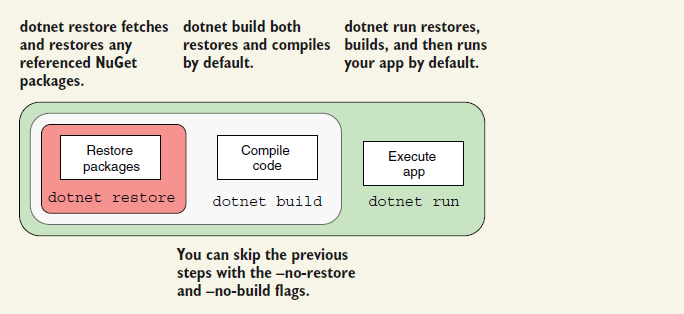 dotnet restore fetches
and restores any
referenced NuGet
packages.
dotnet build both
restores and compiles
by default.
dotnet run restores,
builds, and then runs
your app by default.
Restore
packages
dotnet restore
Compile
code
dotnet build
Execute
app
dotnet run
You can skip the previous
steps with the –no-restore
and –no-build flags.